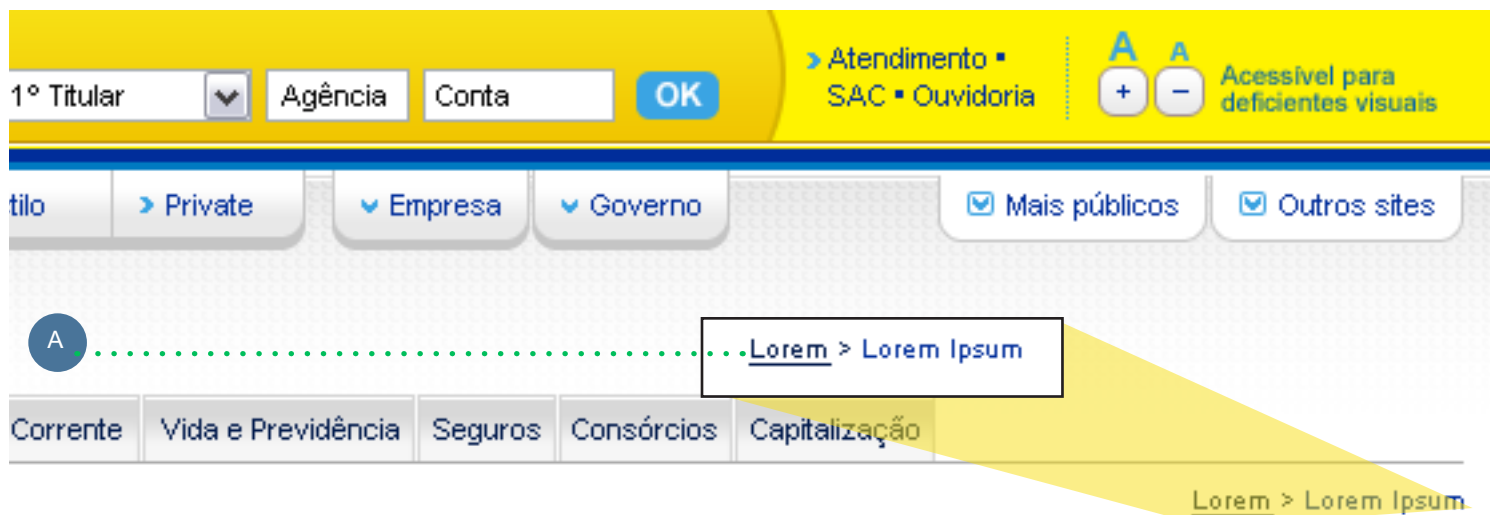 A A
1º Titular Agência Conta OK
› Atendimento ▪
SAC ▪ Ouvidoria
+ −
Acessível para
deficientes visuais
tilo Private Empresa Governo Mais públicos Outros sites
A
Lorem > Lorem Ipsum
Corrente Vida e Previdência Seguros Consórcios Capitalização
Lorem > Lorem Ipsum